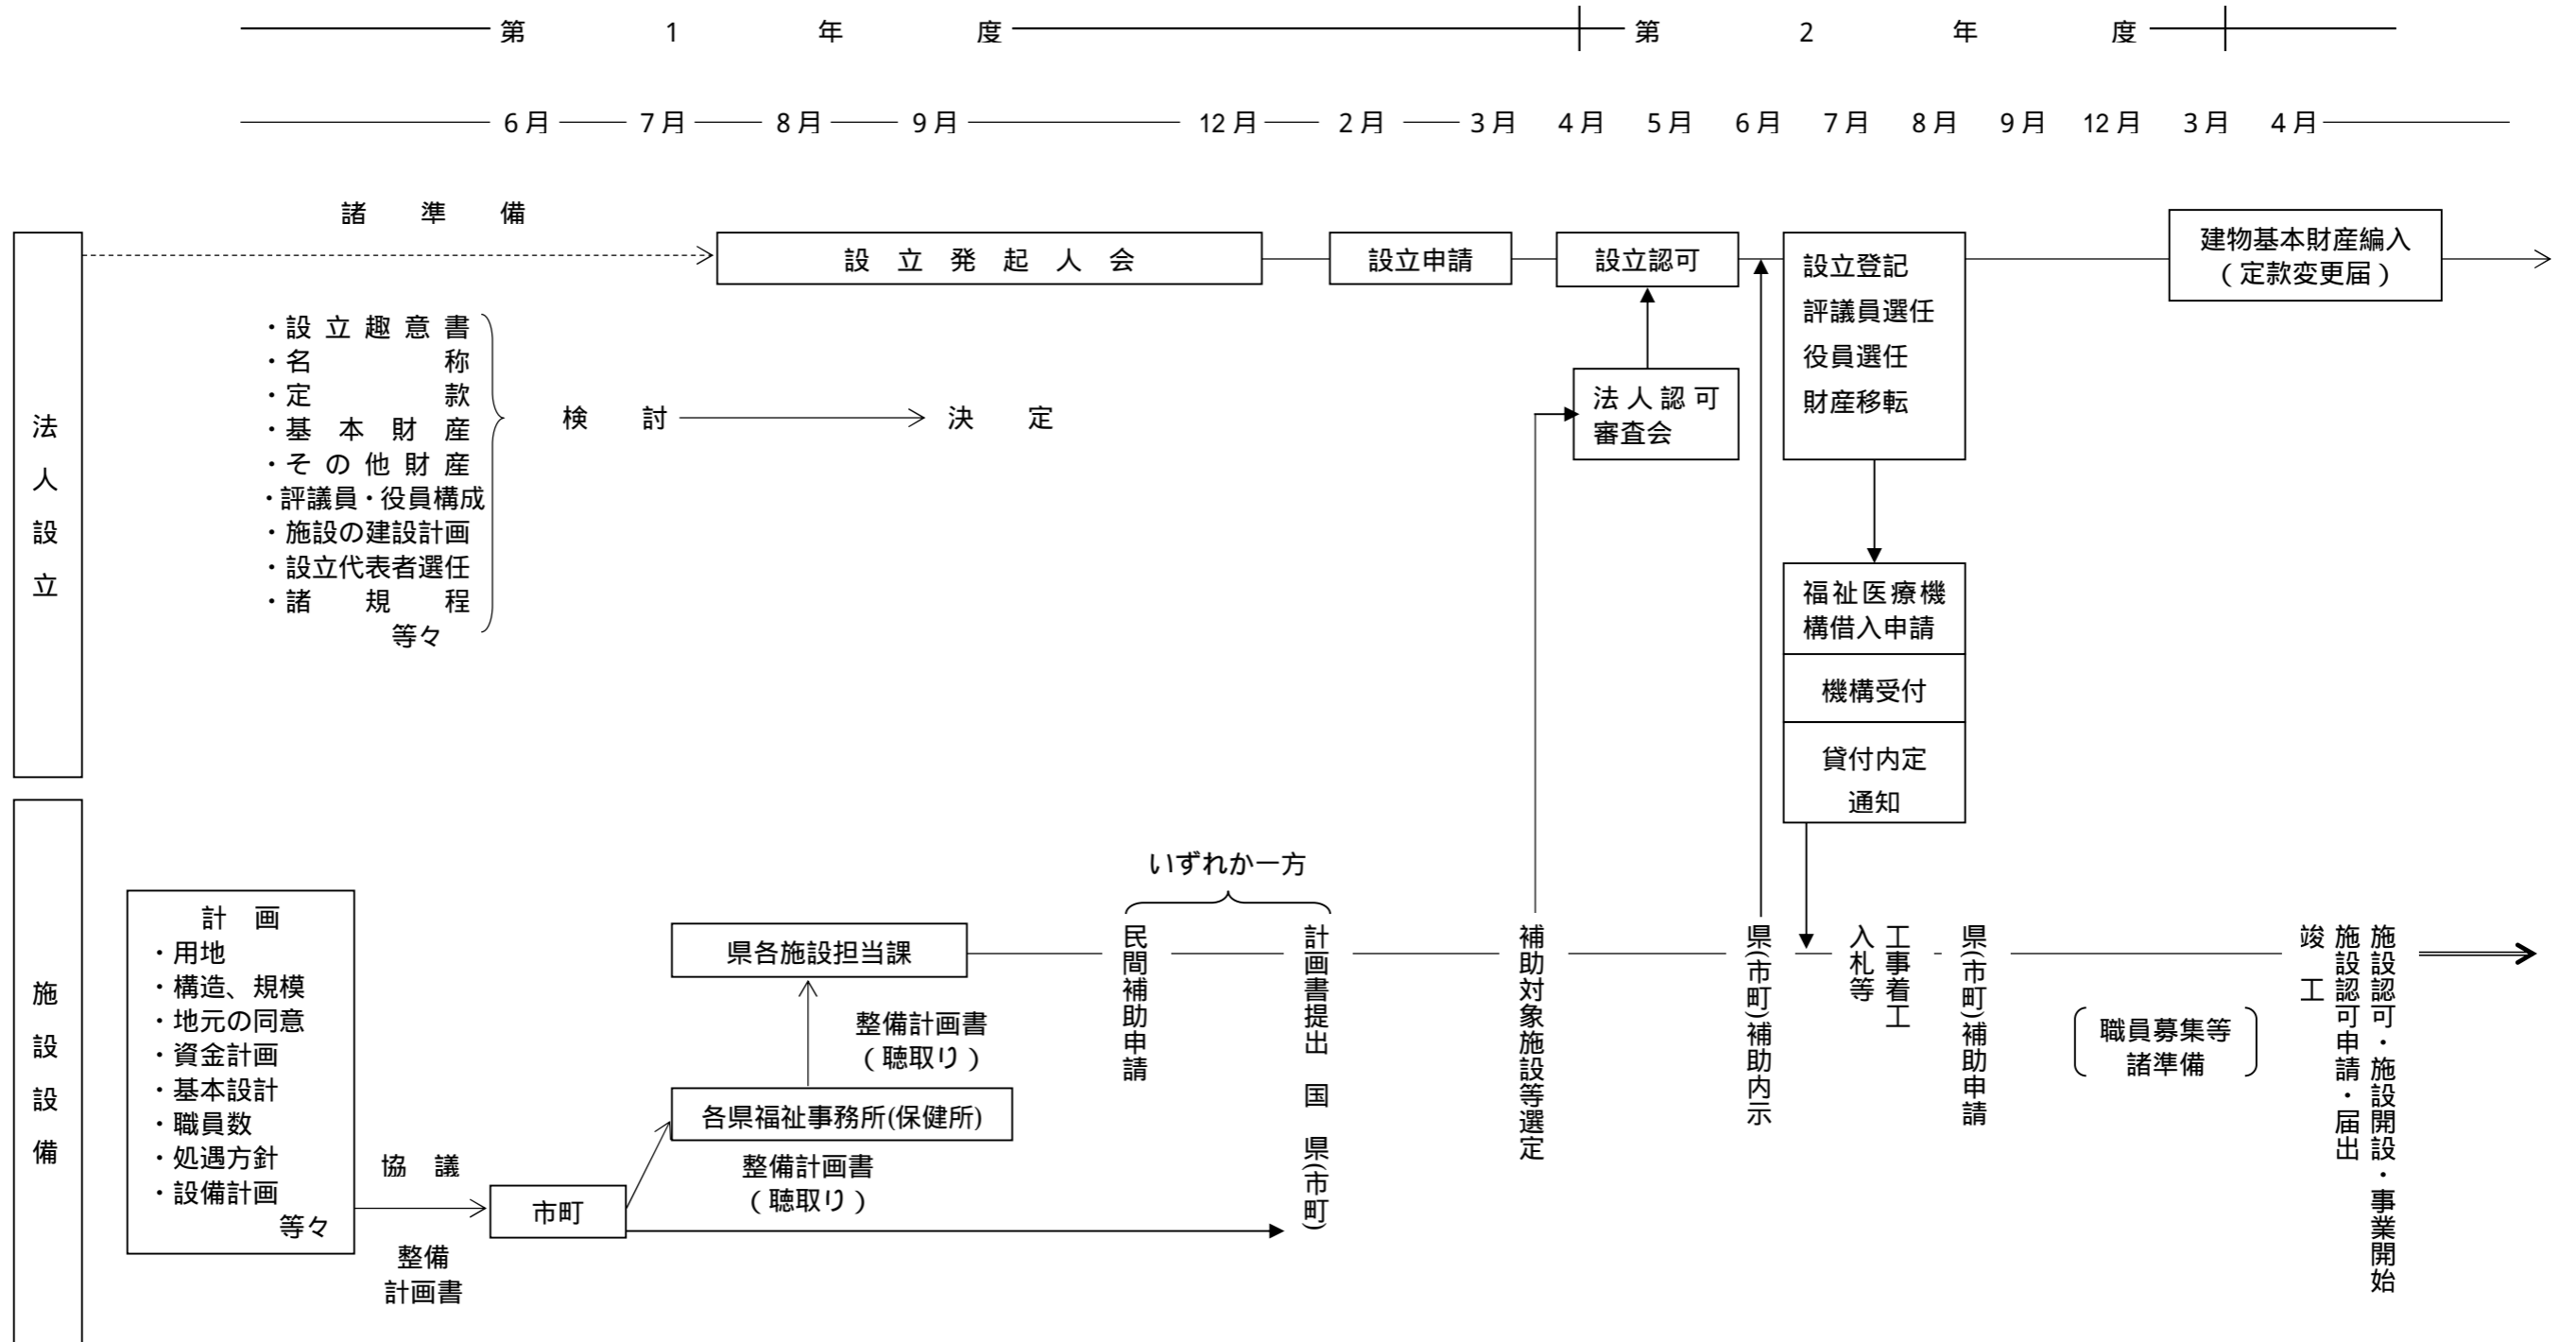 第 1 年 度 第 2 年 度
6月 7月 8月 9月 12月 2月 3月 4月 5月 6月 7月 8月 9月 12月 3月 4月
法人設立
諸 準 備
設 立 発 起 人 会
設立申請
設立認可
設立登記
評議員選任
役員選任
財産移転
建物基本財産編入
（定款変更届）
・設立趣意書
・名称
・定款
・基本財産
・その他財産
・評議員・役員構成
・施設の建設計画
・設立代表者選任
・諸規程
等々
検 討
決 定
法人認可
審査会
福祉医療機
構借入申請
機構受付
貸付内定
通知
施設設備
計 画
・用地
・構造、規模
・地元の同意
・資金計画
・基本設計
・職員数
・処遇方針
・設備計画
等々
協 議
整備
計画書
市町
各県福祉事務所(保健所)
整備計画書
（聴取り）
県各施設担当課
整備計画書
（聴取り）
いずれか一方
民間補助申請
計画書提出 国 県(市町)
補助対象施設等選定
県(市町)補助内示
工事着工
入札等
県(市町)補助申請
職員募集等
諸準備
施設認可・施設開設・事業開始
施設認可申請・届出
竣 工